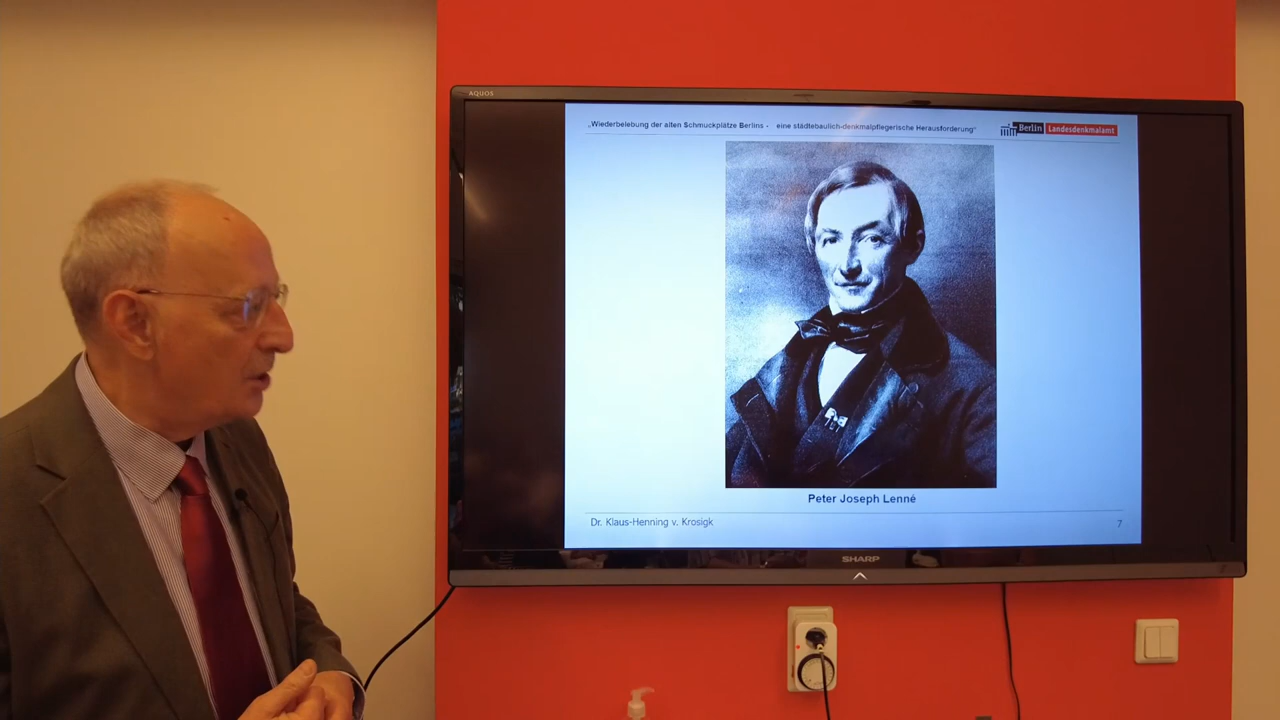 AQUOS
„Wiederbelebung der alten Schmuckplätze Berlins - eine städtebaulich-denkmalpflegerische Herausforderung“
Berlin Landesdenkmalamt
Peter Joseph Lenné
Dr. Klaus-Henning v. Krosigk 7
SHARP